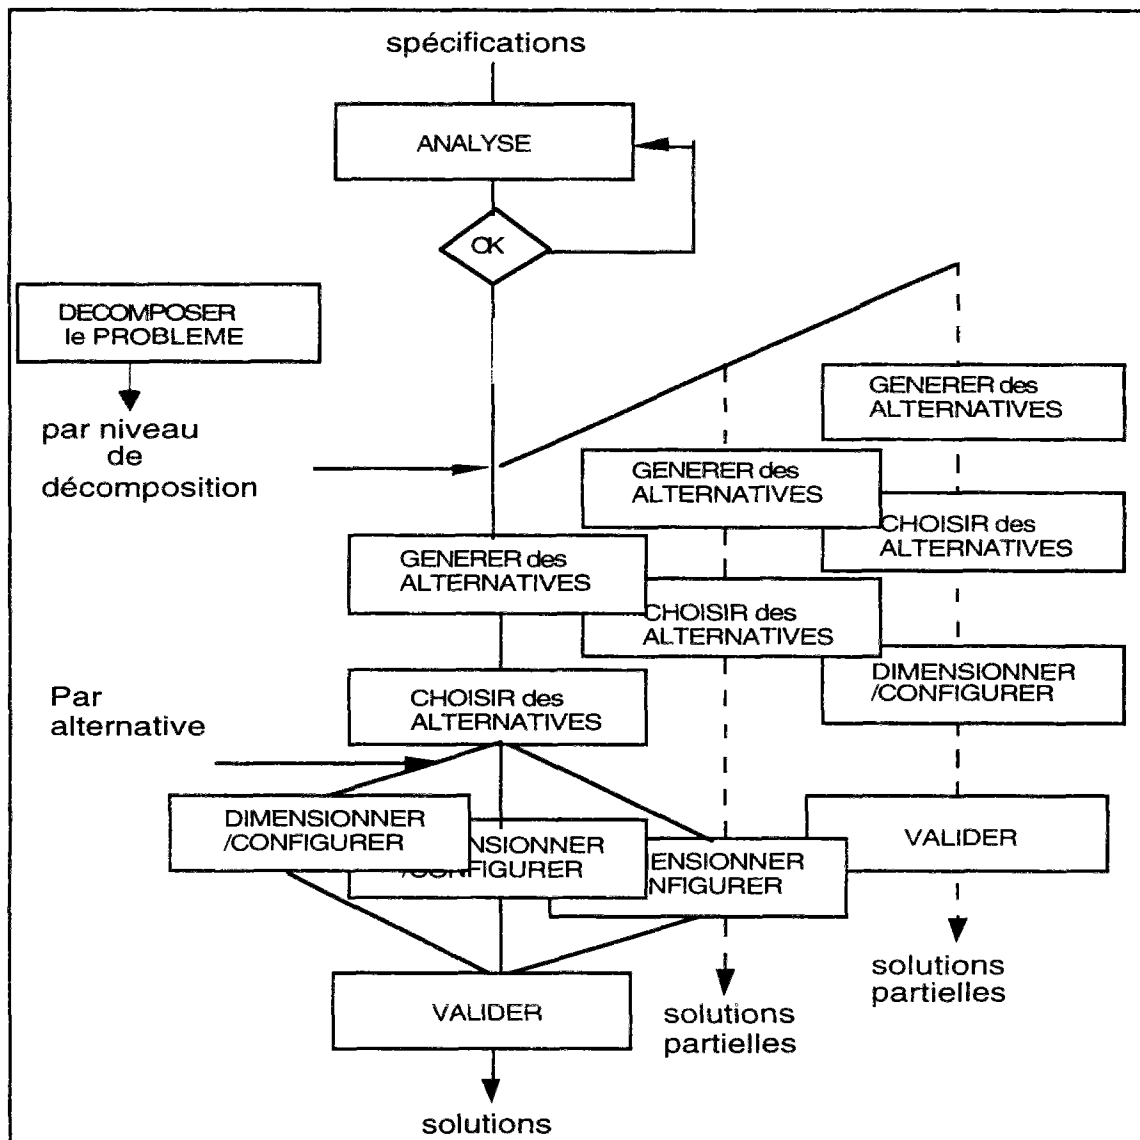 spécifications
ANALYSE
OK
DECOMPOSER
le PROBLEME
par niveau
de
décomposition
GENERER des
ALTERNATIVES
GENERER des
ALTERNATIVES
CHOISIR des
ALTERNATIVES
GENERER des
ALTERNATIVES
CHOISIR des
ALTERNATIVES
DIMENSIONNER
/CONFIGURER
Par
alternative
CHOISIR des
ALTERNATIVES
DIMENSIONNER
/CONFIGURER
ENSIONNER
NFIGURER
VALIDER
solutions
partielles
VALIDER
solutions
partielles
solutions